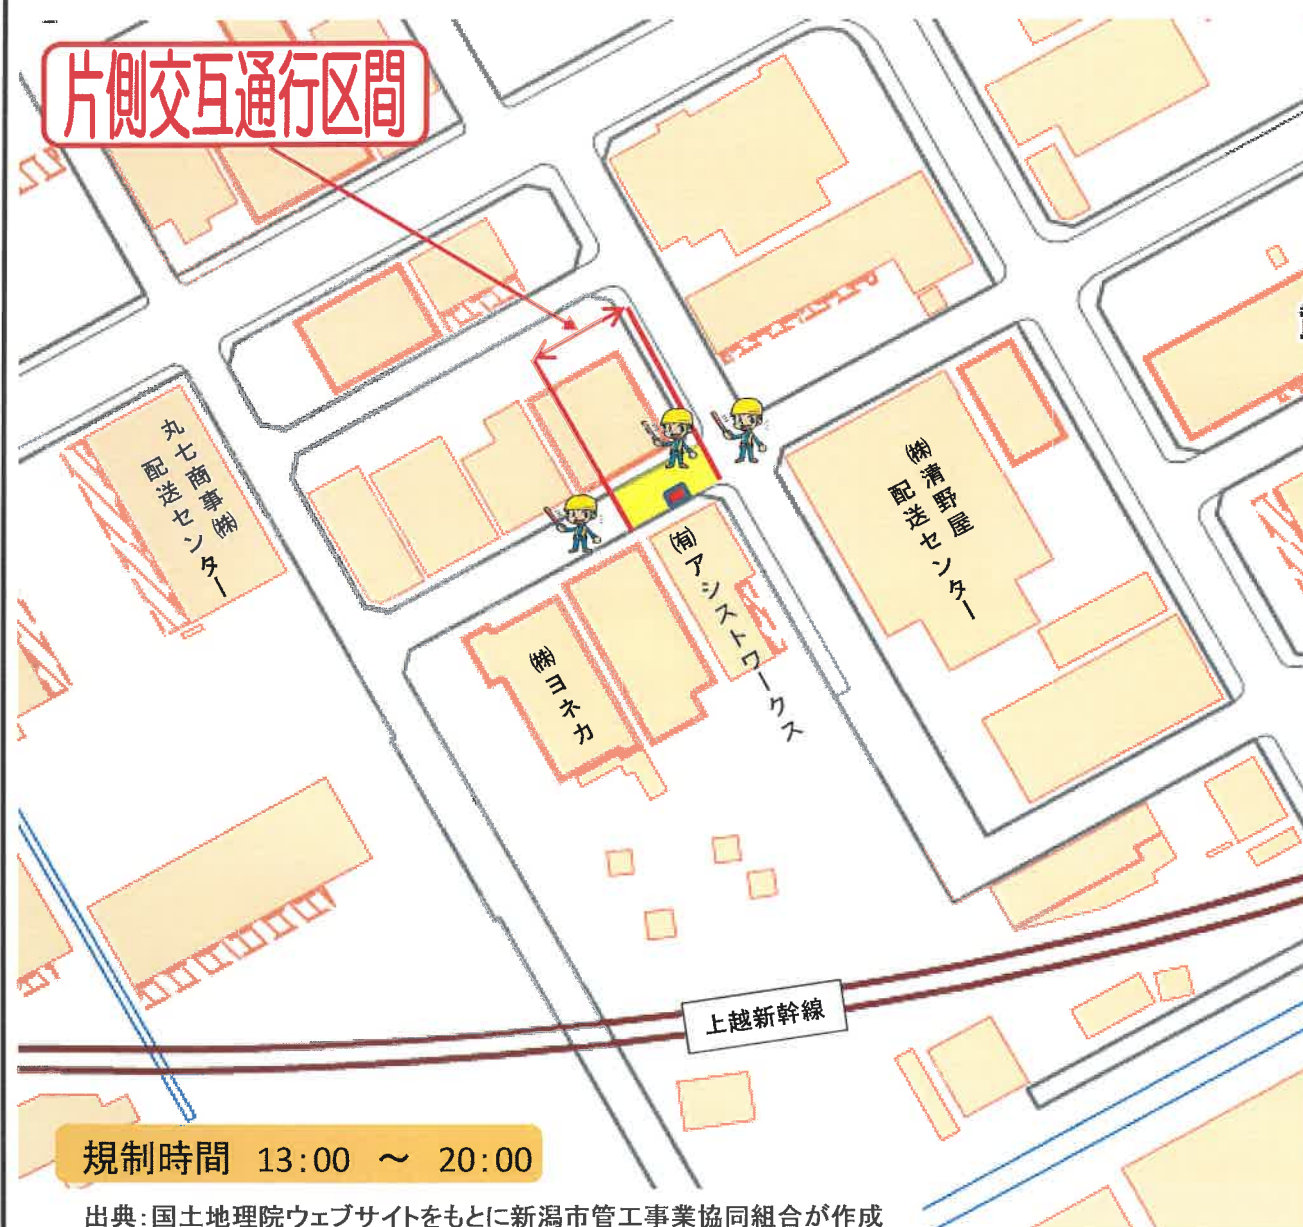 片側交互通行区間
丸七商事㈱
配送センター
㈱清野屋
配送センター
㈲アシストワークス
㈱ヨネカ
上越新幹線
規制時間 13:00 ～ 20:00
出典:国土地理院ウェブサイトをもとに新潟市管工事業協同組合が作成